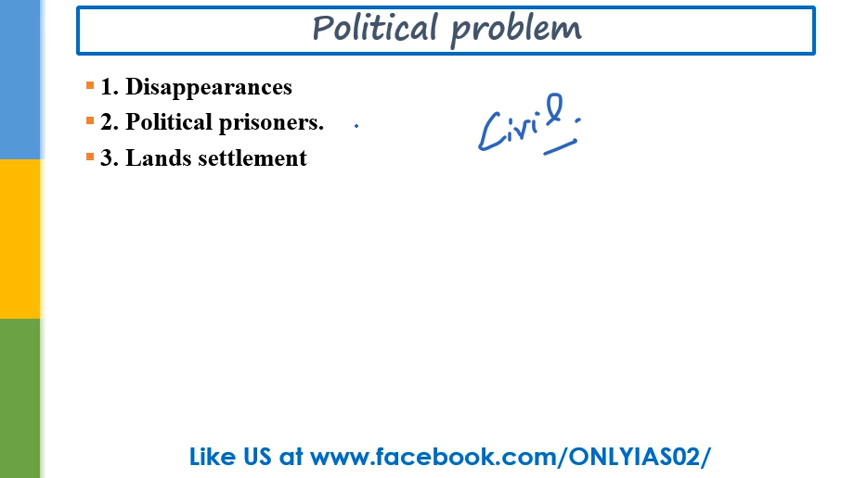 Political problem
1. Disappearances
2. Political prisoners.
3. Lands settlement
Civil.
Like US at www.facebook.com/ONLYIAS02/